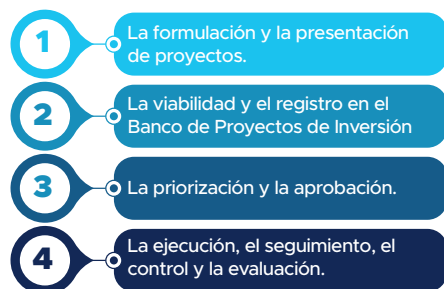 1
La formulación y la presentación
de proyectos.
2
La viabilidad y el registro en el
Banco de Proyectos de Inversión
3
La priorización y la aprobación.
4
La ejecución, el seguimiento, el
control y la evaluación.